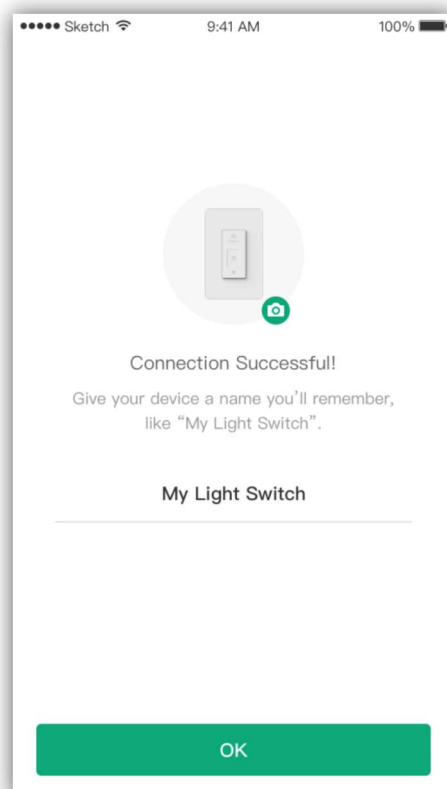 Sketch 9:41 AM 100%
Connection Successful!
Give your device a name you’ll remember,
like “My Light Switch”.
My Light Switch
OK